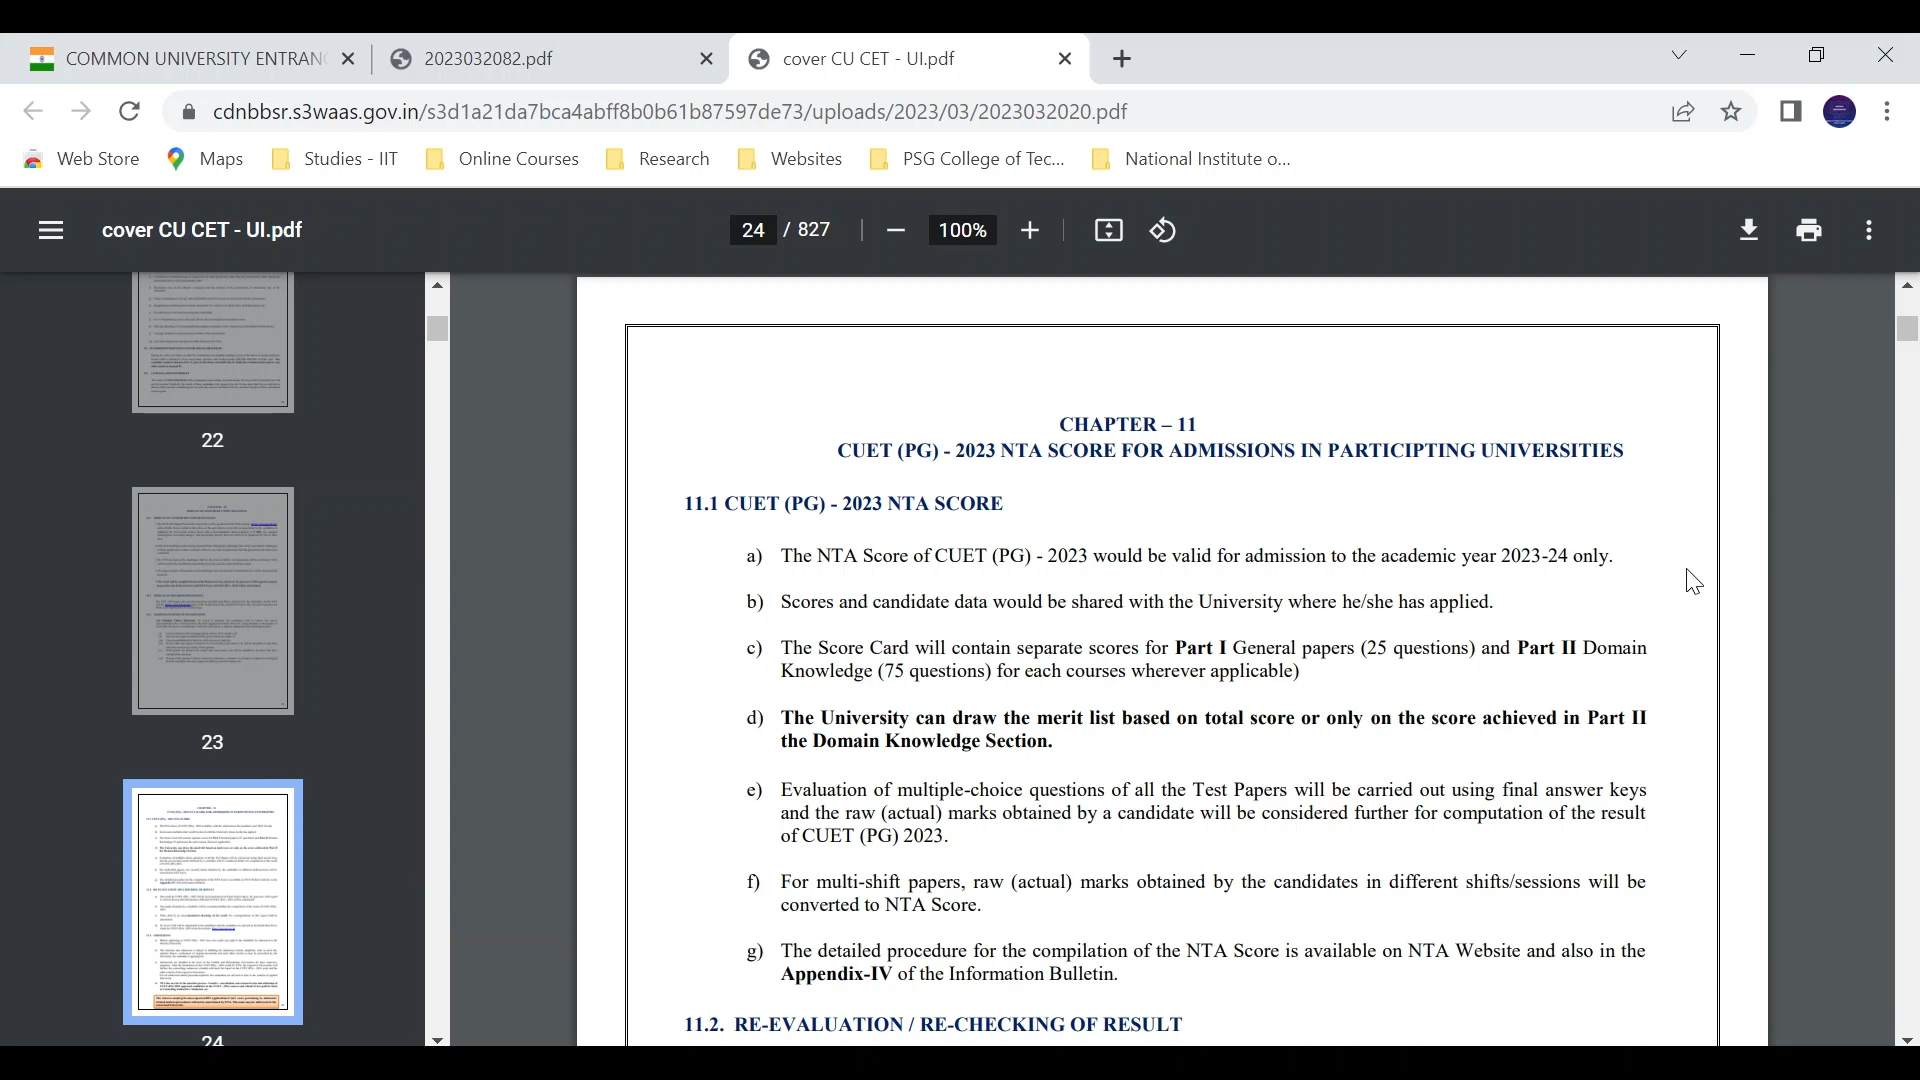 COMMON UNIVERSITY ENTRAN
2023032082.pdf
cover CU CET - UI.pdf
cdnbbsr.s3waas.gov.in/s3d1a21da7bca4abff8b0b61b87597de73/uploads/2023/03/2023032020.pdf
Web Store
Maps
Studies - IIT
Online Courses
Research
Websites
PSG College of Tec...
National Institute o...
cover CU CET - UI.pdf
24 / 827
100%
22
23
24
CHAPTER – 11
CUET (PG) - 2023 NTA SCORE FOR ADMISSIONS IN PARTICIPTING UNIVERSITIES
11.1 CUET (PG) - 2023 NTA SCORE
a) The NTA Score of CUET (PG) - 2023 would be valid for admission to the academic year 2023-24 only.
b) Scores and candidate data would be shared with the University where he/she has applied.
c) The Score Card will contain separate scores for Part I General papers (25 questions) and Part II Domain
Knowledge (75 questions) for each courses wherever applicable)
d) The University can draw the merit list based on total score or only on the score achieved in Part II
the Domain Knowledge Section.
e) Evaluation of multiple-choice questions of all the Test Papers will be carried out using final answer keys
and the raw (actual) marks obtained by a candidate will be considered further for computation of the result
of CUET (PG) 2023.
f) For multi-shift papers, raw (actual) marks obtained by the candidates in different shifts/sessions will be
converted to NTA Score.
g) The detailed procedure for the compilation of the NTA Score is available on NTA Website and also in the
Appendix-IV of the Information Bulletin.
11.2. RE-EVALUATION / RE-CHECKING OF RESULT